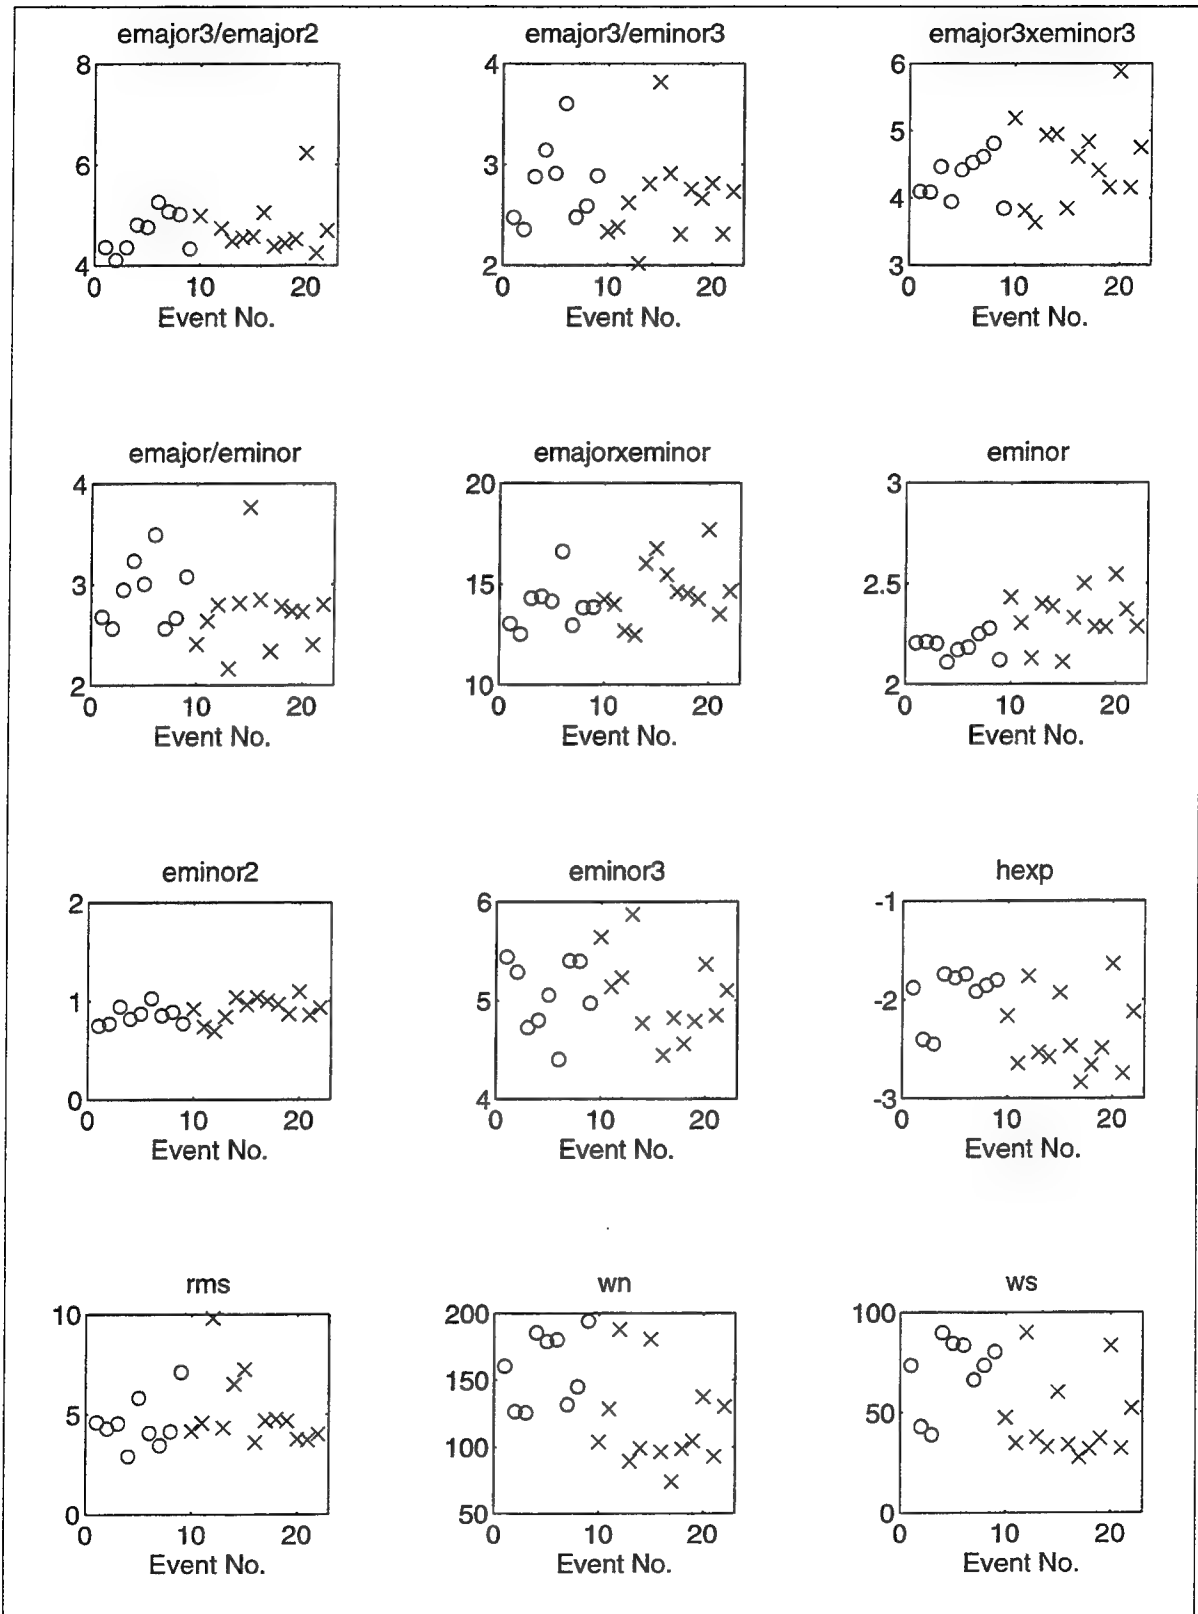 emajor3/emajor2 emajor3/eminor3 emajor3xeminor3
8 4 6
5
6 3
4
4 2 3
0 10 20 0 10 20 0 10 20
Event No. Event No. Event No.
emajor/eminor emajorxeminor eminor
4 20 3
3 15 2.5
2 10 2
0 10 20 0 10 20 0 10 20
Event No. Event No. Event No.
eminor2 eminor3 hexp
2 6 -1
1 5 -2
0 4 -3
0 10 20 0 10 20 0 10 20
Event No. Event No. Event No.
rms wn ws
10 200 100
150
5 50
100
0 50 0
0 10 20 0 10 20 0 10 20
Event No. Event No. Event No.